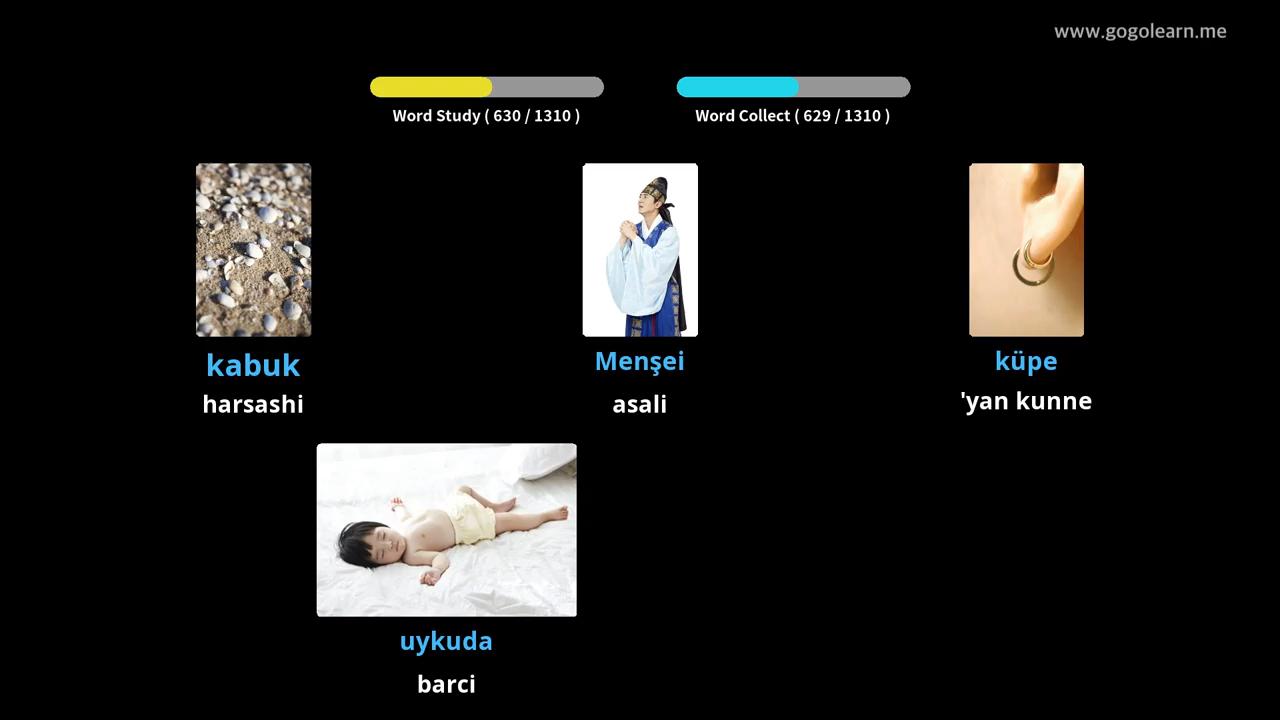 www.gogolearn.me
Word Study ( 630 / 1310 )
Word Collect ( 629 / 1310 )
kabuk
harsashi
Menşei
asali
küpe
'yan kunne
uykuda
barci